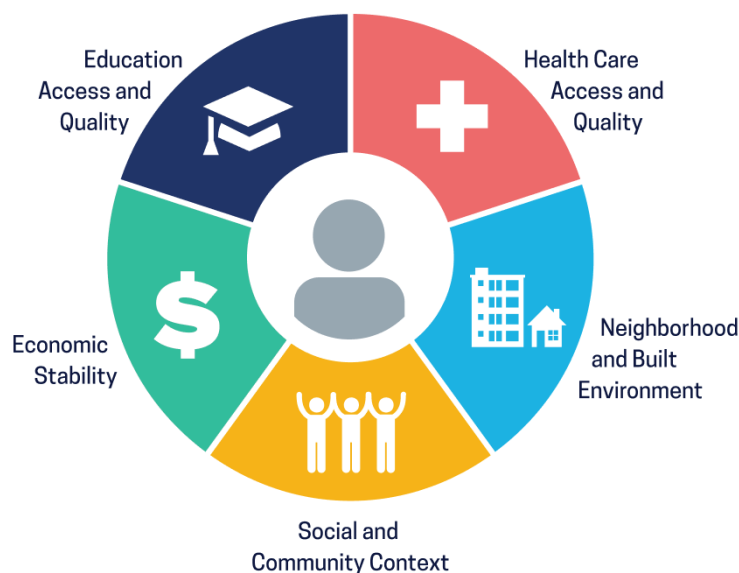 Education
Access and
Quality
Health Care
Access and
Quality
Economic
Stability
Neighborhood
and Built
Environment
Social and
Community Context